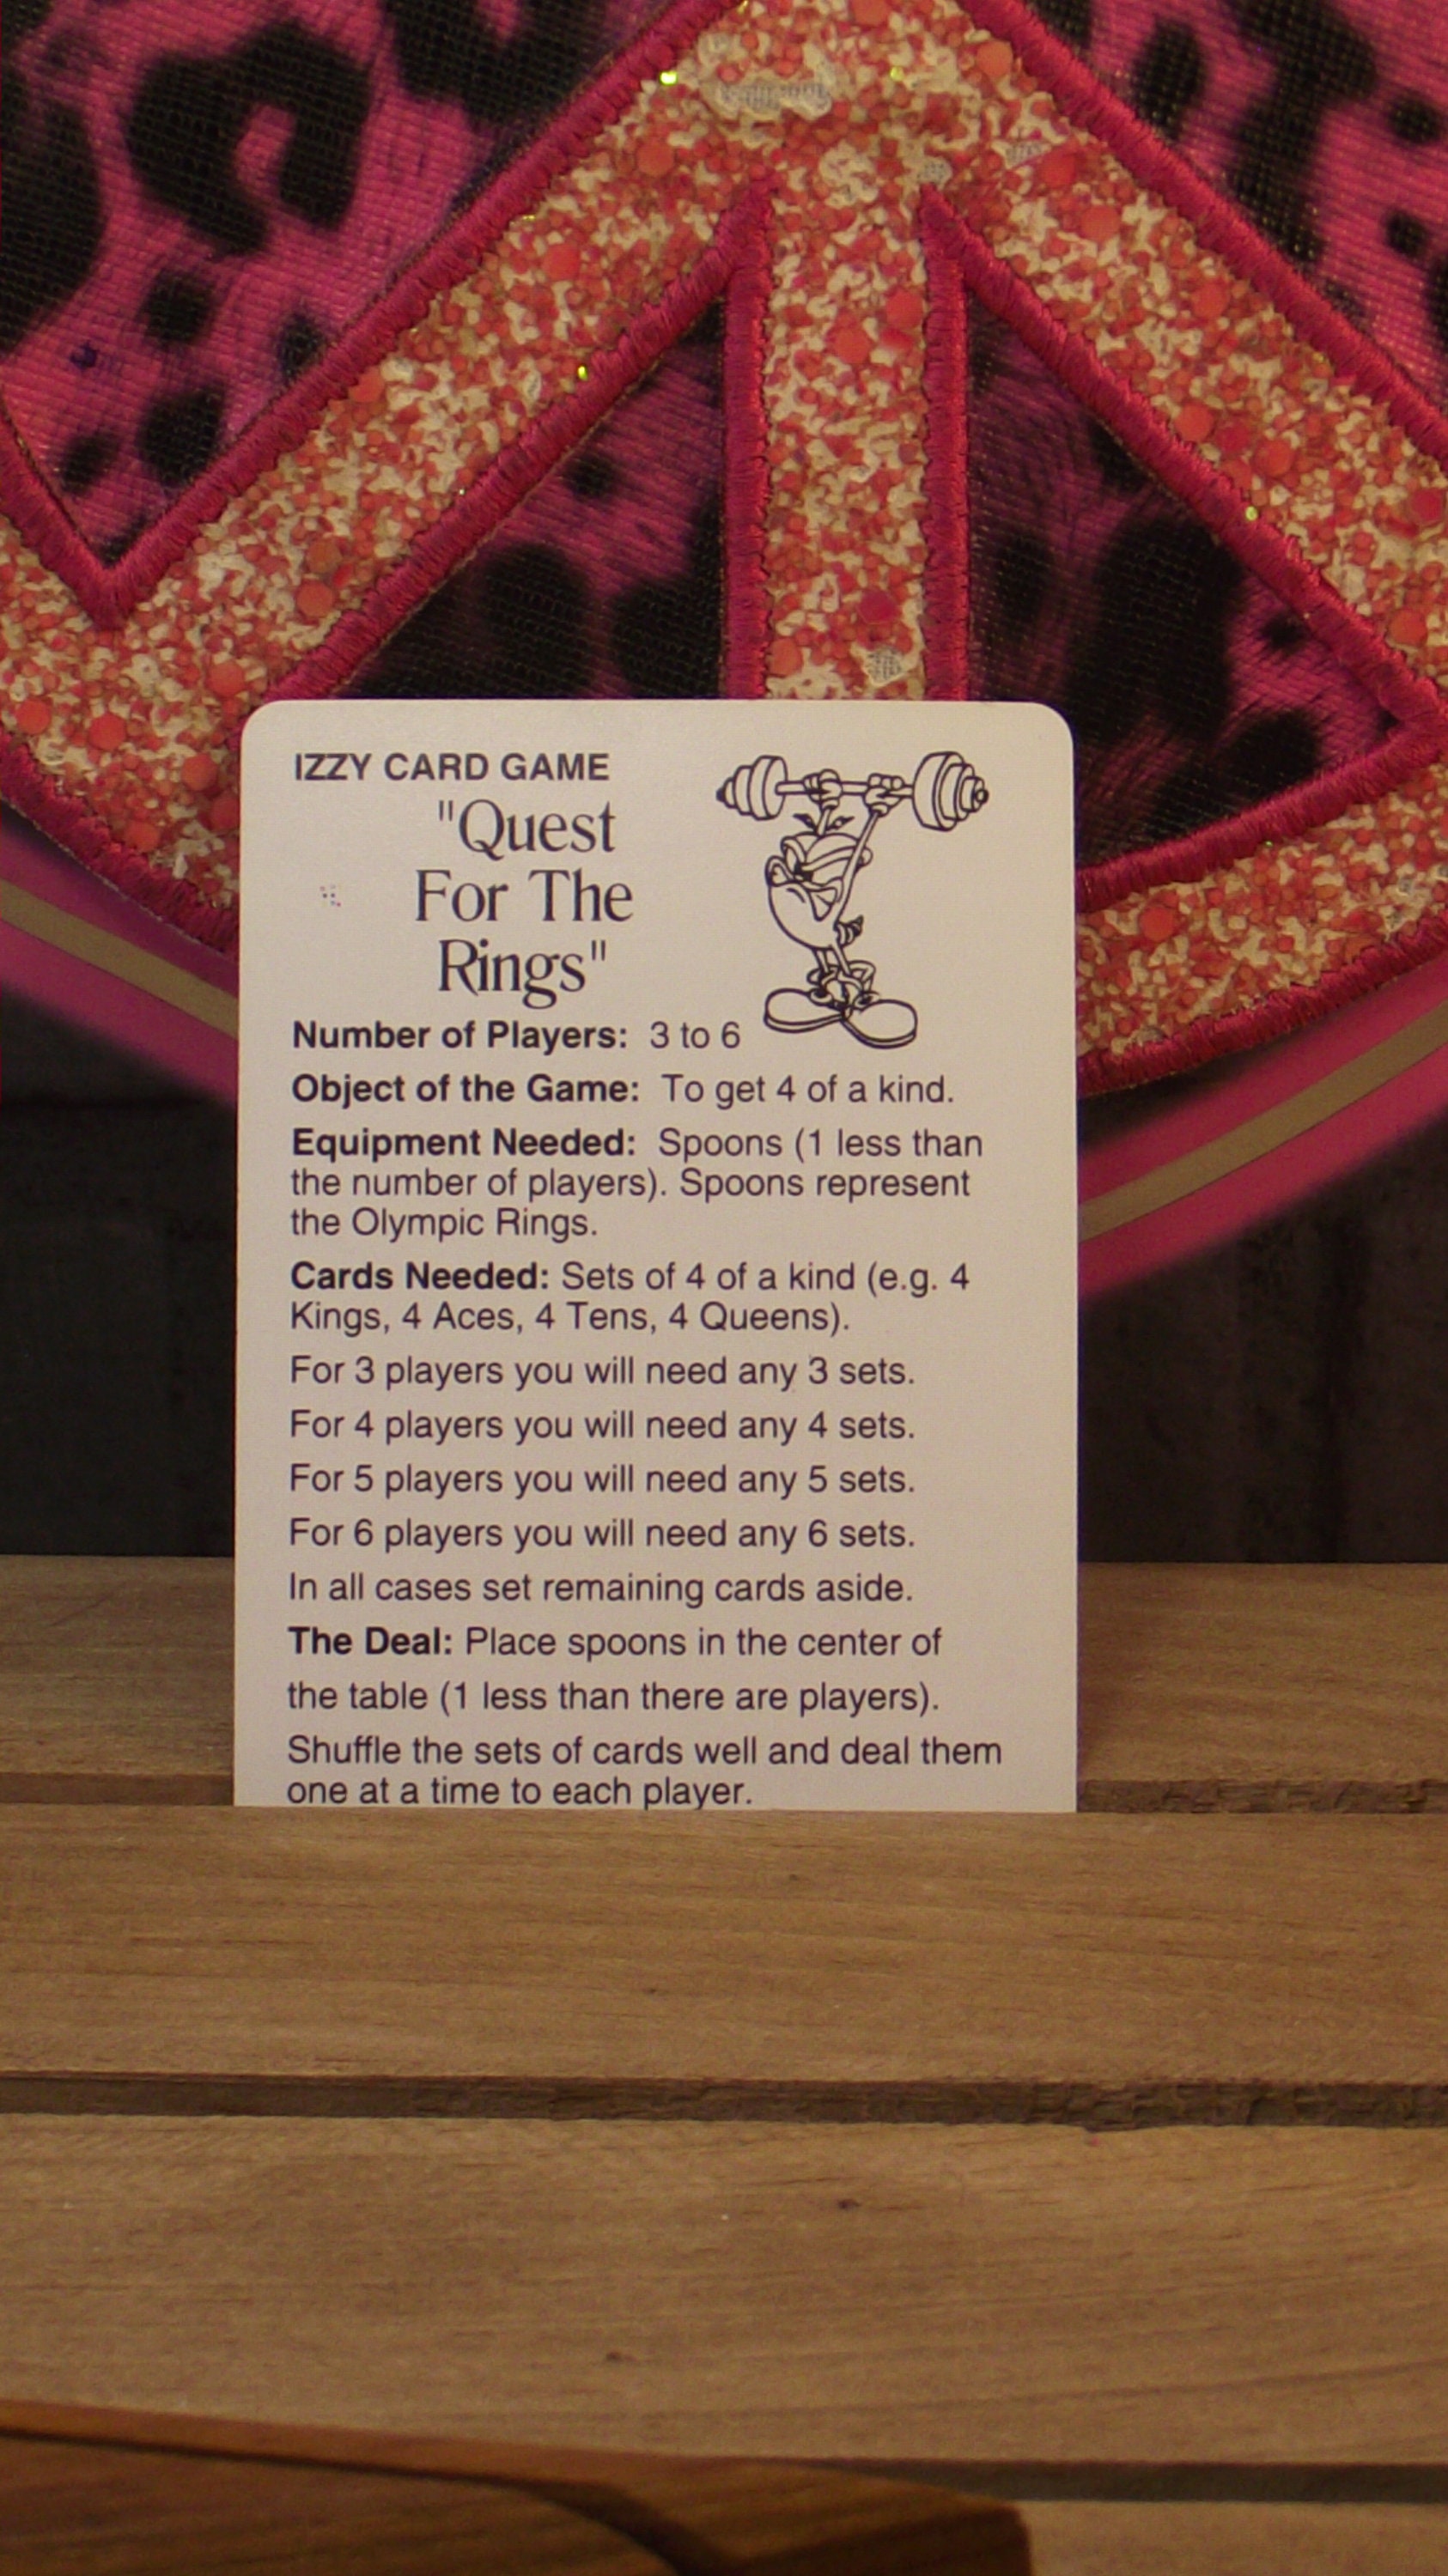 IZZY CARD GAME
"Quest
For The
Rings"
Number of Players: 3 to 6
Object of the Game: To get 4 of a kind.
Equipment Needed: Spoons (1 less than
the number of players). Spoons represent
the Olympic Rings.
Cards Needed: Sets of 4 of a kind (e.g. 4
Kings, 4 Aces, 4 Tens, 4 Queens).
For 3 players you will need any 3 sets.
For 4 players you will need any 4 sets.
For 5 players you will need any 5 sets.
For 6 players you will need any 6 sets.
In all cases set remaining cards aside.
The Deal: Place spoons in the center of
the table (1 less than there are players).
Shuffle the sets of cards well and deal them
one at a time to each player.